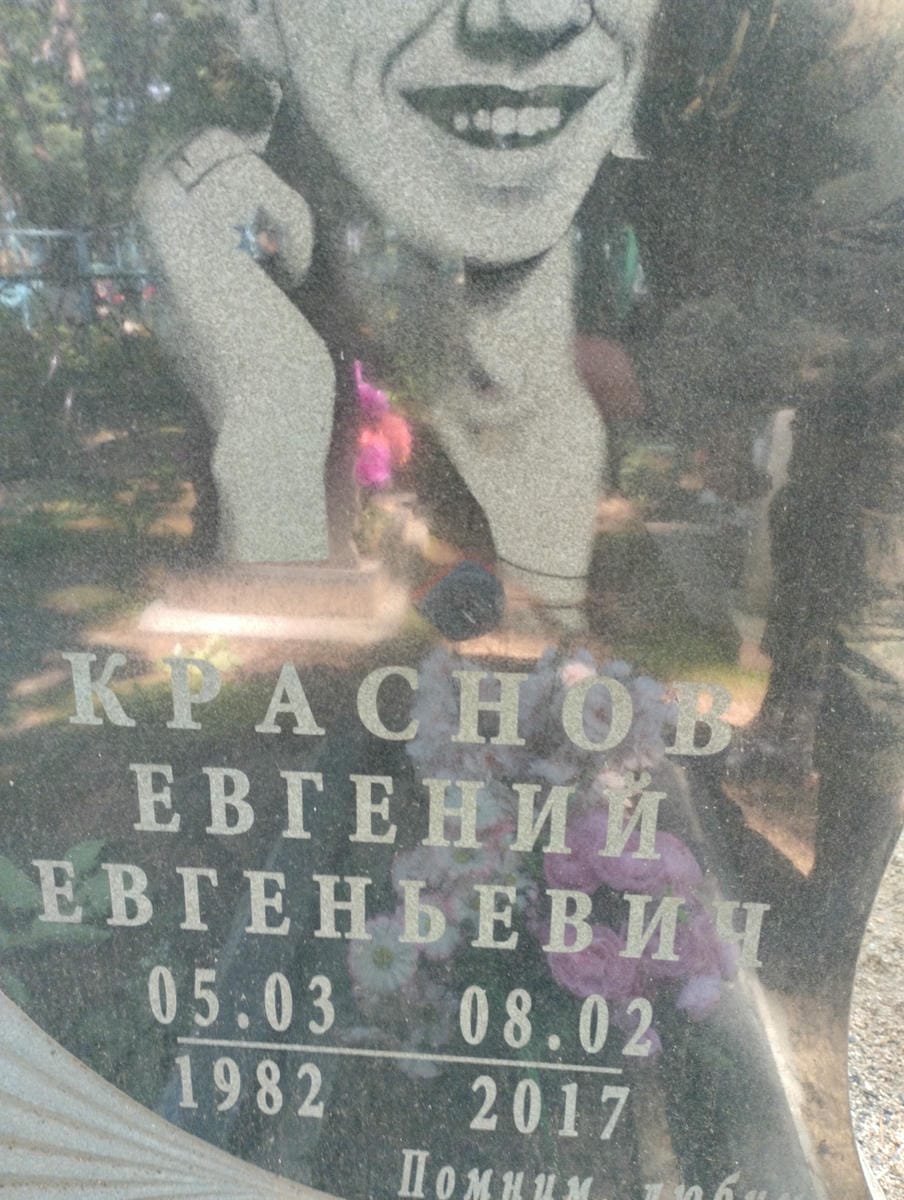 КРАСНОВ
ЕВГЕНИЙ
ЕВГЕНЬЕВИЧ
05.03 08.02
1982 2017
Помним